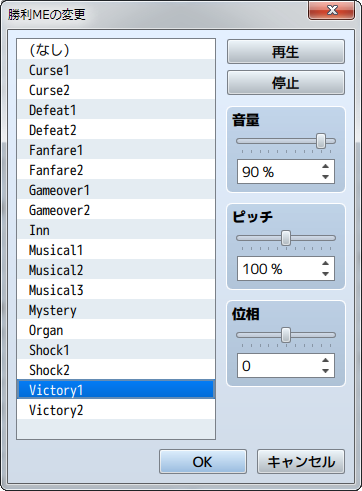 勝利MEの変更
(なし)
Curse1
Curse2
Defeat1
Defeat2
Fanfare1
Fanfare2
Gameover1
Gameover2
Inn
Musical1
Musical2
Musical3
Mystery
Organ
Shock1
Shock2
Victory1
Victory2
再生
停止
音量
90 %
ピッチ
100 %
位相
0
OK
キャンセル